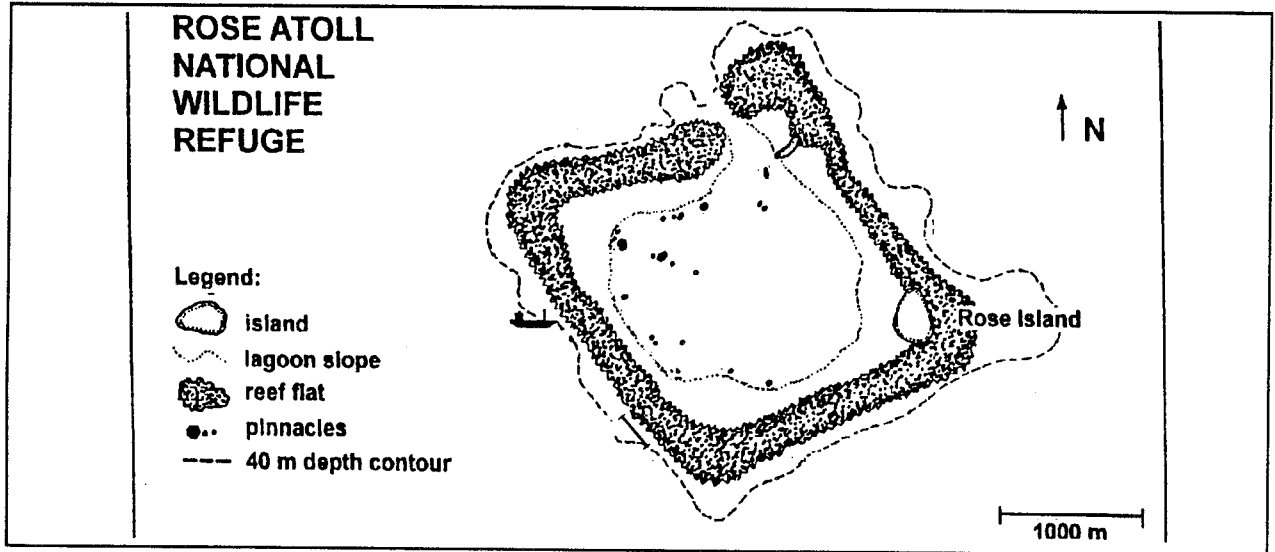 ROSE ATOLL
NATIONAL
WILDLIFE
REFUGE
N
Legend:
island
lagoon slope
reef flat
pinnacles
40 m depth contour
Rose Island
1000 m